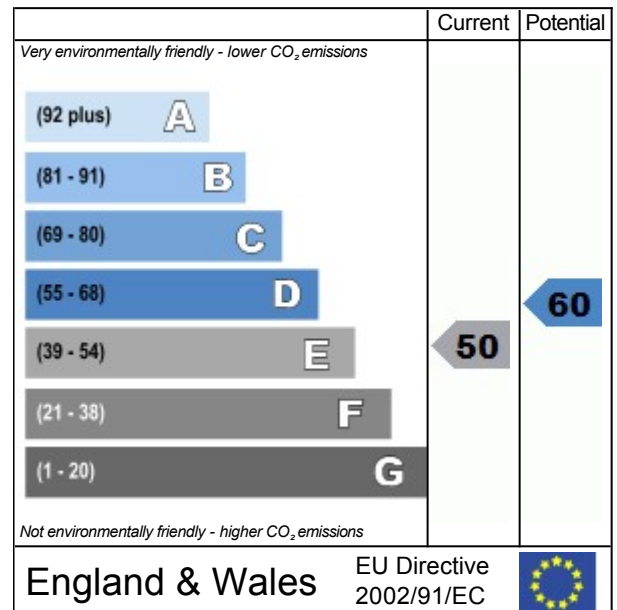 Current Potential
Very environmentally friendly - lower CO₂ emissions
(92 plus) A
(81 - 91) B
(69 - 80) C
(55 - 68) D
60
(39 - 54) E
50
(21 - 38) F
(1 - 20) G
Not environmentally friendly - higher CO₂ emissions
England & Wales
EU Directive
2002/91/EC